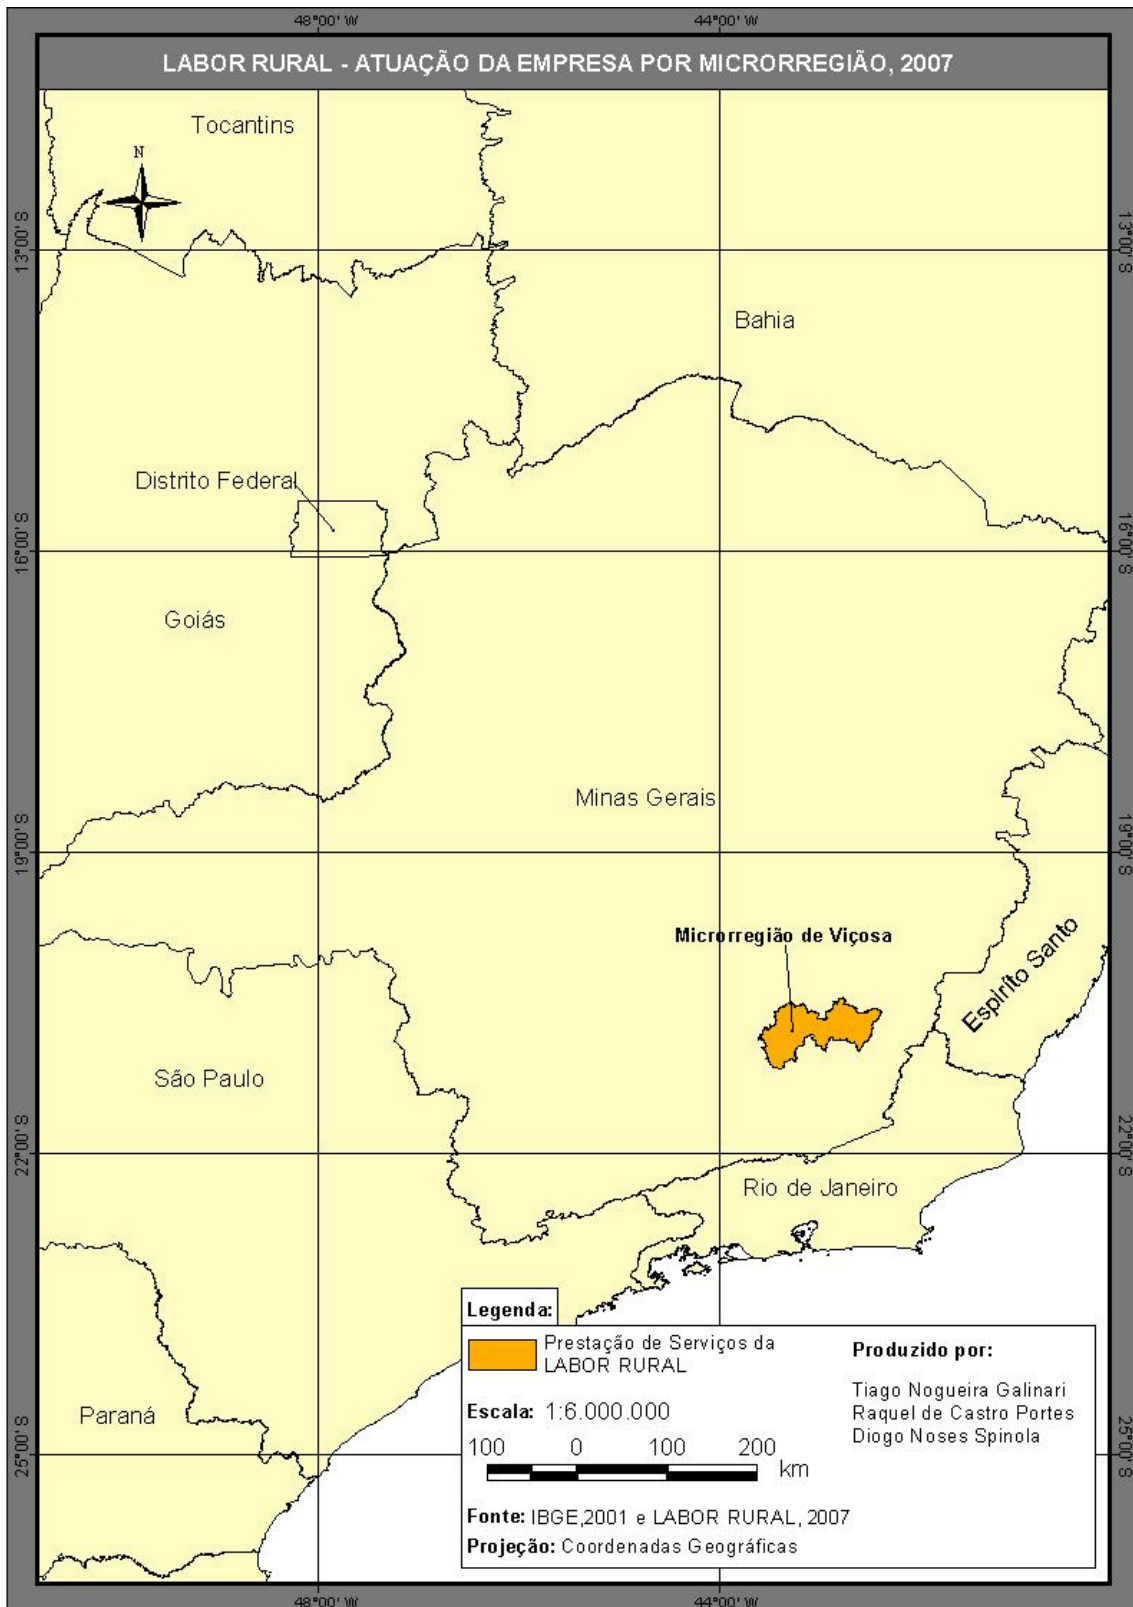 48°00' W
44°00' W
LABOR RURAL - ATUAÇÃO DA EMPRESA POR MICRORREGIÃO, 2007
Tocantins
N
13°00' S
13°00' S
Bahia
Distrito Federal
16°00' S
16°00' S
Goiás
Minas Gerais
19°00' S
19°00' S
Microrregião de Viçosa
Espiríto Santo
São Paulo
22°00' S
22°00' S
Rio de Janeiro
Legenda:
Prestação de Serviços da
LABOR RURAL
Produzido por:
Tiago Nogueira Galinari
Raquel de Castro Portes
Diogo Noses Spinola
Paraná
Escala: 1:6.000.000
25°00' S
25°00' S
100 0 100 200
km
Fonte: IBGE,2001 e LABOR RURAL, 2007
Projeção: Coordenadas Geográficas
48°00' W
44°00' W